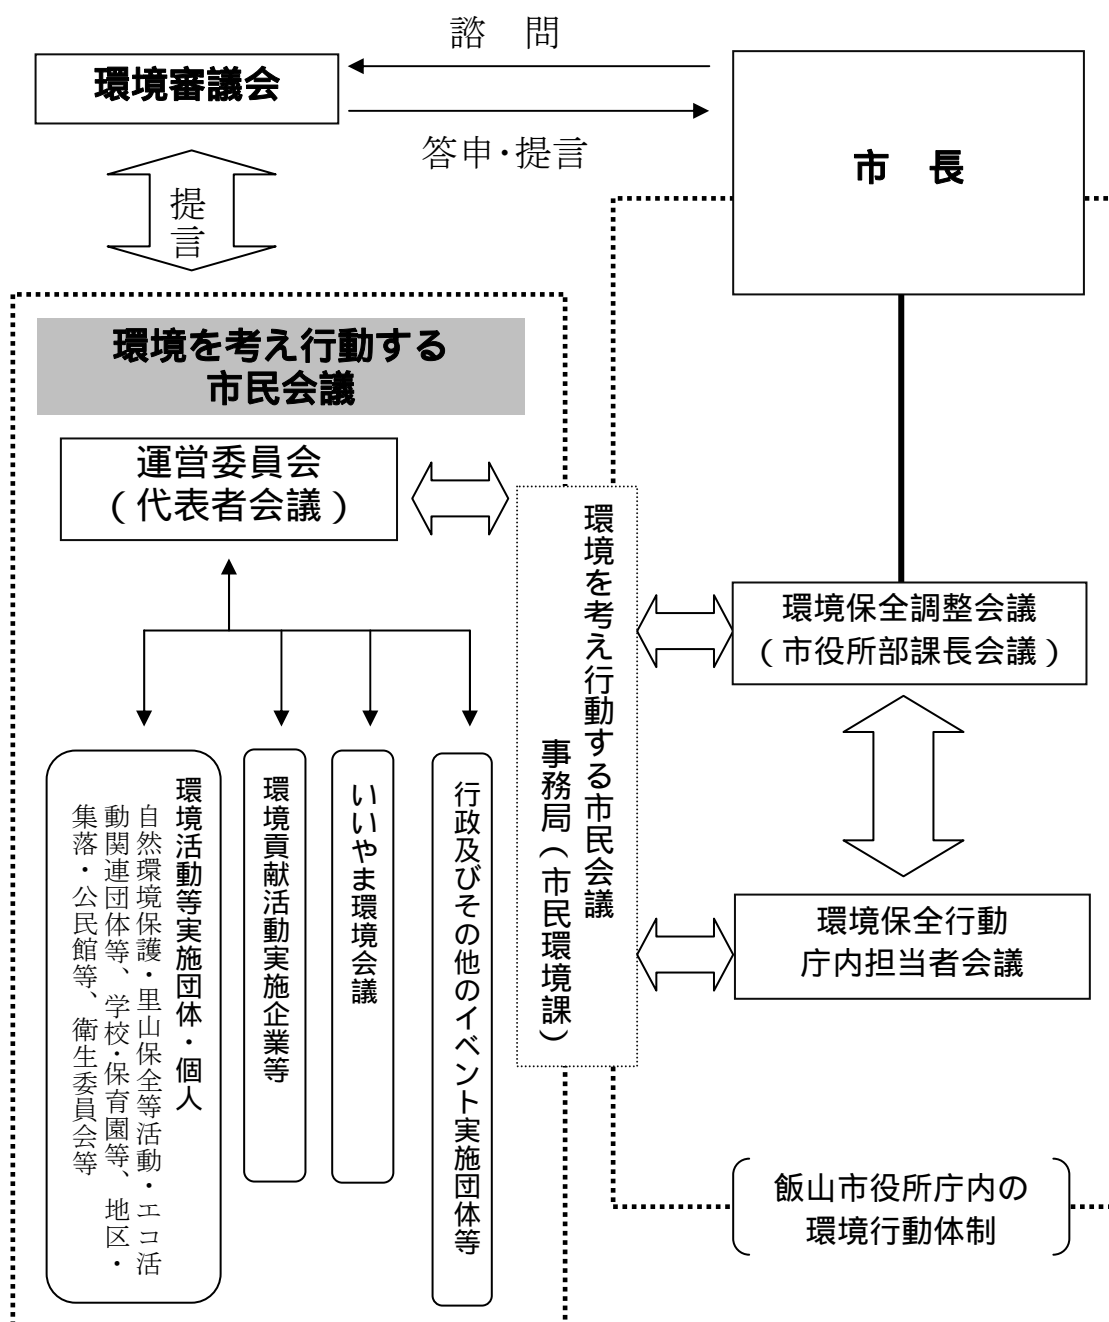 諮　問
環境審議会
答申・提言
市　長
提言
環境を考え行動する
市民会議
運営委員会
（代表者会議）
環境を考え行動する市民会議
事務局（市民環境課）
環境保全調整会議
（市役所部課長会議）
環境保全行動
庁内担当者会議
環境活動等実施団体・個人
自然環境保護・里山保全等活動・エコ活
動関連団体等、学校・保育園等、地区・
集落・公民館等、衛生委員会等
環境貢献活動実施企業等
いいやま環境会議
行政及びその他のイベント実施団体等
飯山市役所庁内の
環境行動体制